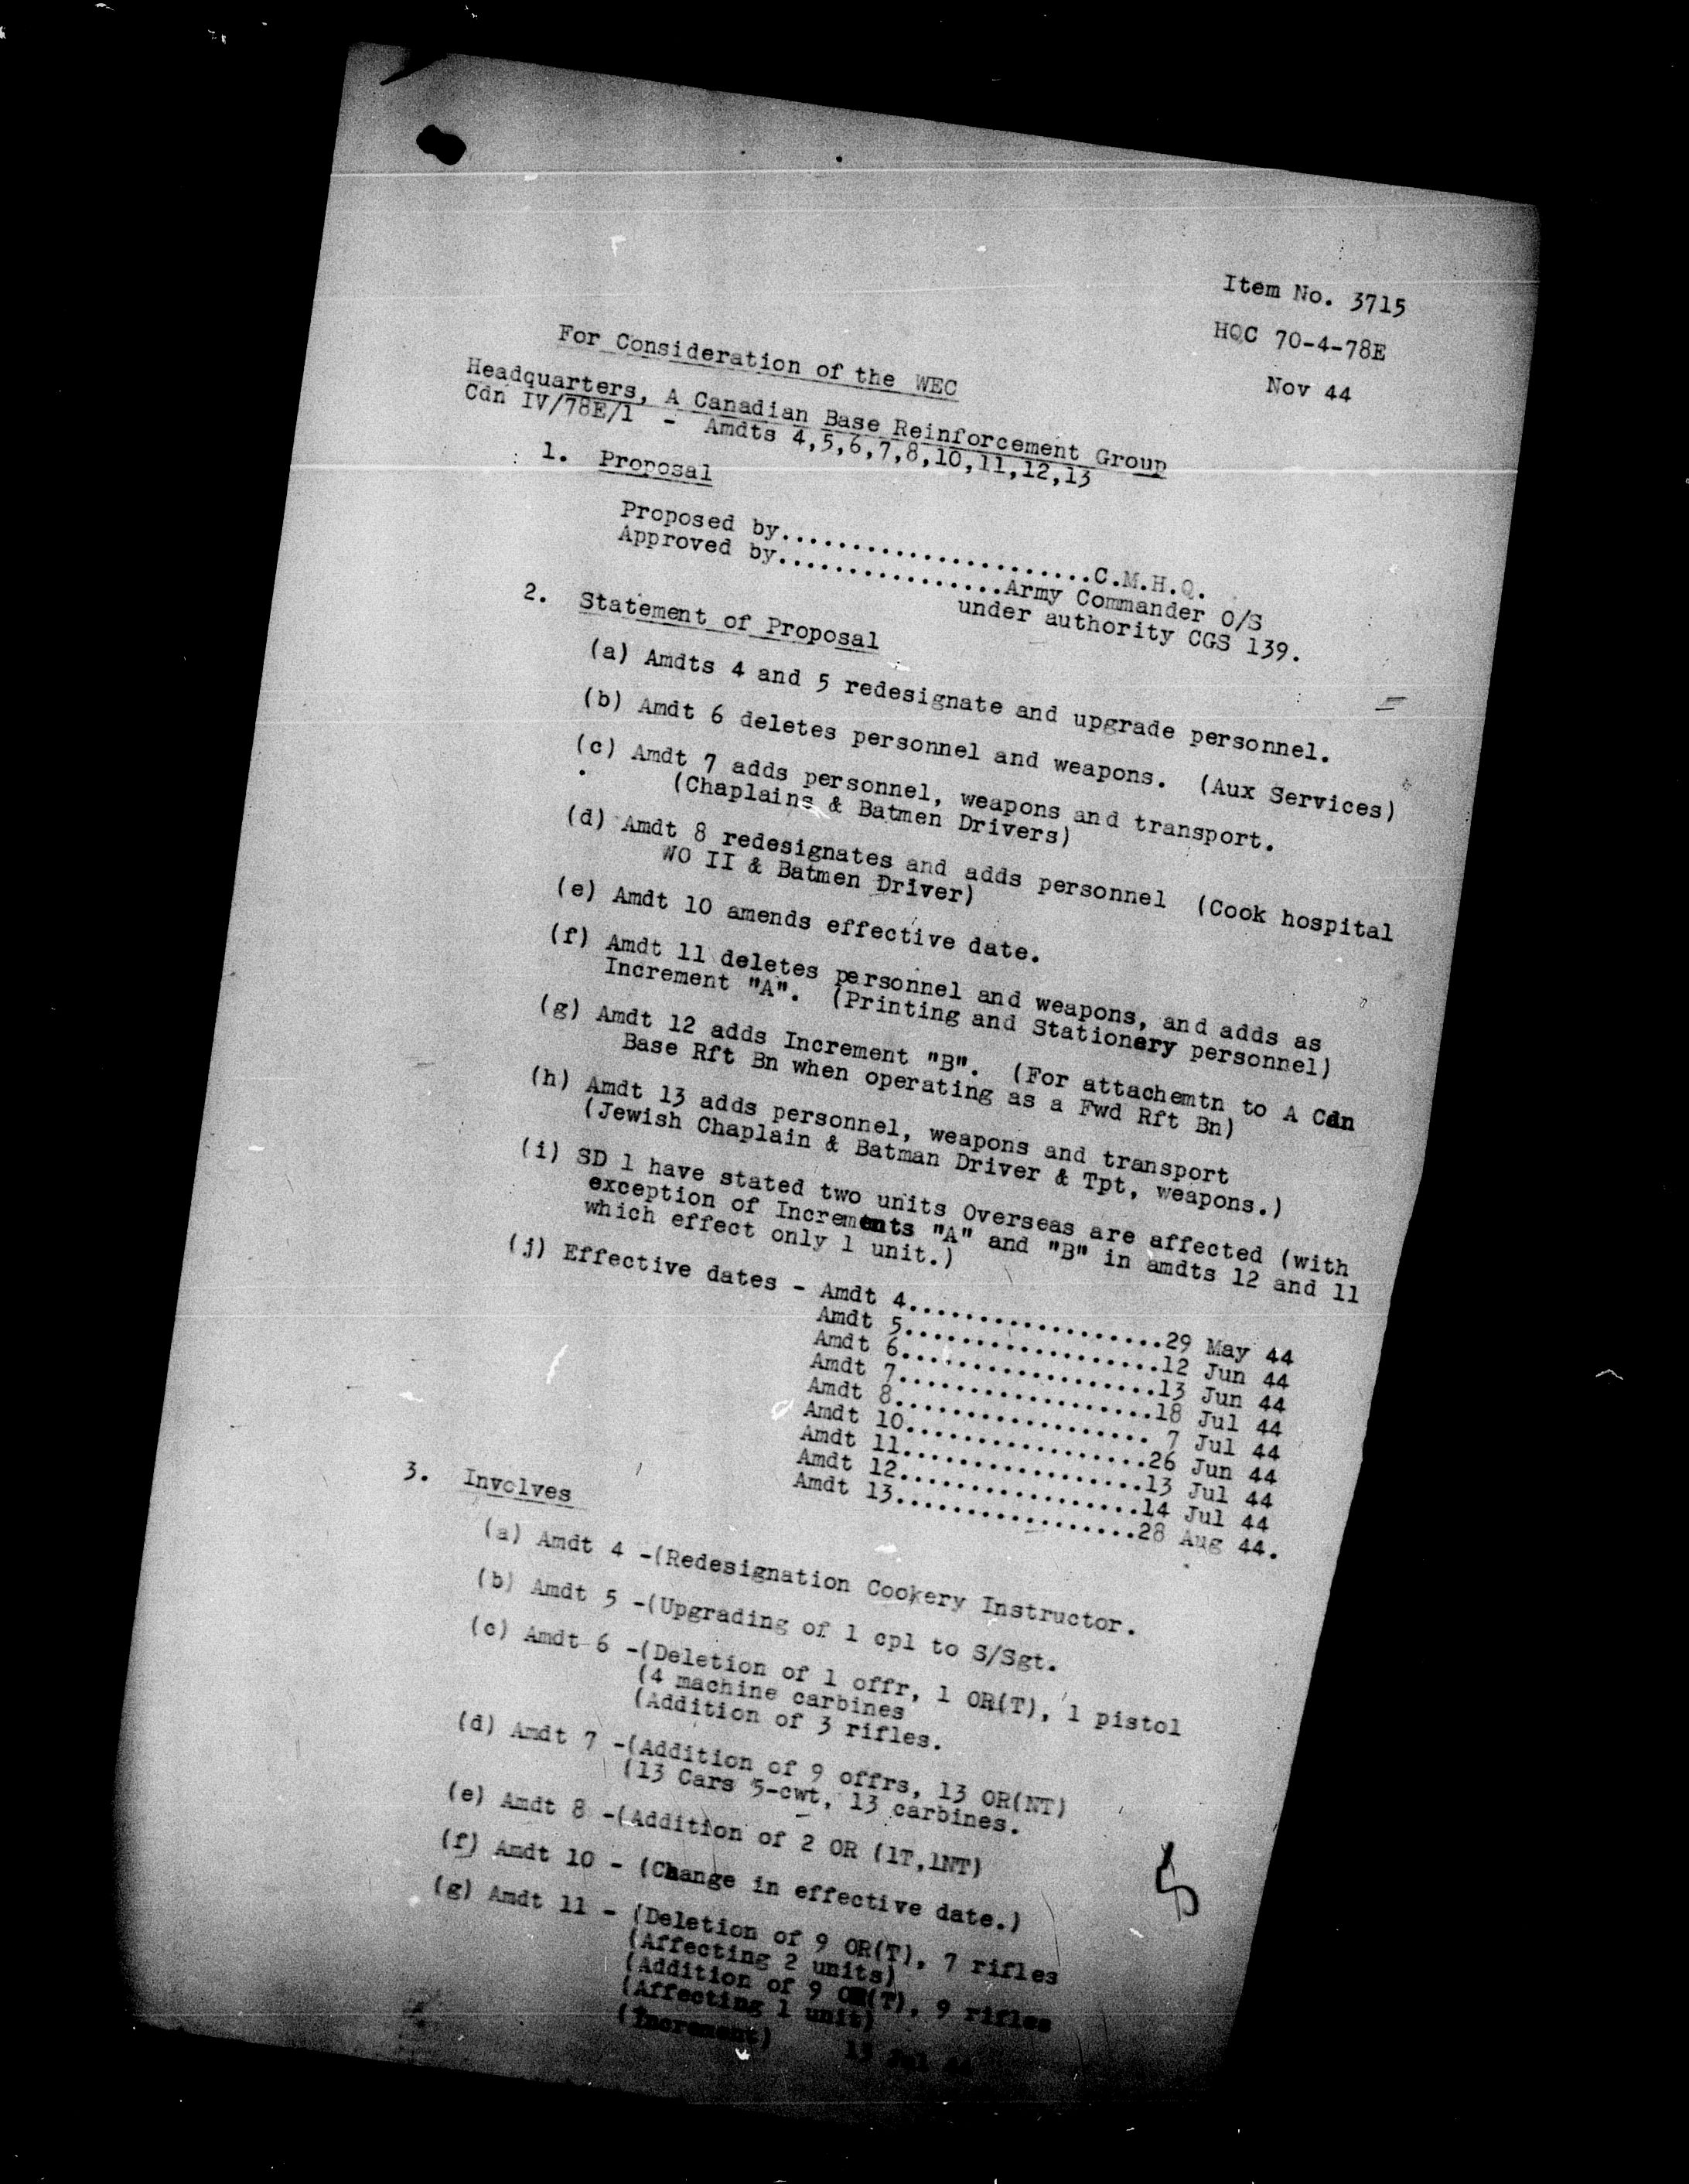 Item No. 3715
HQC 70-4-78E
Nov 44
For Consideration of the WEC
Headquarters, A Canadian Base Reinforcement Group
Cdn IV/78E/1 - Amdts 4,5,6,7,8,10,11,12,13
1. Proposal
Proposed by......................C.M.H.Q.
Approved by................Army Commander O/S
under authority CGS 139.
2. Statement of Proposal
(a) Amdts 4 and 5 redesignate and upgrade personnel.
(b) Amdt 6 deletes personnel and weapons. (Aux Services)
(c) Amdt 7 adds personnel, weapons and transport.
(Chaplains & Batmen Drivers)
(d) Amdt 8 redesignates and adds personnel (Cook hospital
WO II & Batmen Driver)
(e) Amdt 10 amends effective date.
(f) Amdt 11 deletes personnel and weapons, and adds as
Increment "A". (Printing and Stationery personnel)
(g) Amdt 12 adds Increment "B". (For attachemtn to A Cdn
Base Rft Bn when operating as a Fwd Rft Bn)
(h) Amdt 13 adds personnel, weapons and transport
(Jewish Chaplain & Batman Driver & Tpt, weapons.)
(i) SD 1 have stated two units Overseas are affected (with
exception of Increments "A" and "B" in amdts 12 and 11
which effect only 1 unit.)
(j) Effective dates - Amdt 4..................29 May 44
Amdt 5..................12 Jun 44
Amdt 6..................13 Jun 44
Amdt 7..................18 Jul 44
Amdt 8.................. 7 Jul 44
Amdt 10.................26 Jun 44
Amdt 11.................13 Jul 44
Amdt 12.................14 Jul 44
Amdt 13.................28 Aug 44.
3. Involves
(a) Amdt 4 -(Redesignation Cookery Instructor.
(b) Amdt 5 -(Upgrading of 1 cpl to S/Sgt.
(c) Amdt 6 -(Deletion of 1 offr, 1 OR(T), 1 pistol
(4 machine carbines
(Addition of 3 rifles.
(d) Amdt 7 -(Addition of 9 offrs, 13 OR(NT)
(13 Cars 5-cwt, 13 carbines.
(e) Amdt 8 -(Addition of 2 OR (1T,1NT)
(f) Amdt 10 - (Change in effective date.)
(g) Amdt 11 - (Deletion of 9 OR(T), 7 rifles
(Affecting 2 units)
(Addition of 9 OR(T), 9 rifles
(Affecting 1 unit)
(Increment)
13 Jul 44
5